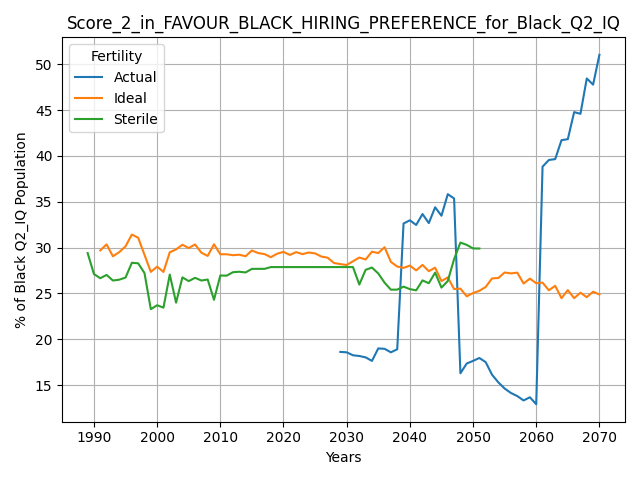 Score_2_in_FAVOUR_BLACK_HIRING_PREFERENCE_for_Black_Q2_IQ
Fertility
Actual
Ideal
Sterile
% of Black Q2_IQ Population
50
45
40
35
30
25
20
15
1990 2000 2010 2020 2030 2040 2050 2060 2070
Years